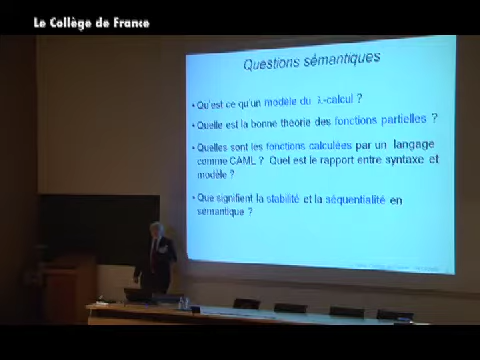 Le Collège de France
Questions sémantiques
• Qu'est ce qu'un modèle du λ-calcul ?
• Quelle est la bonne théorie des fonctions partielles ?
• Quelles sont les fonctions calculées par un langage
comme CAML ? Quel est le rapport entre syntaxe et
modèle ?
• Que signifient la stabilité et la séquentialité en
sémantique ?